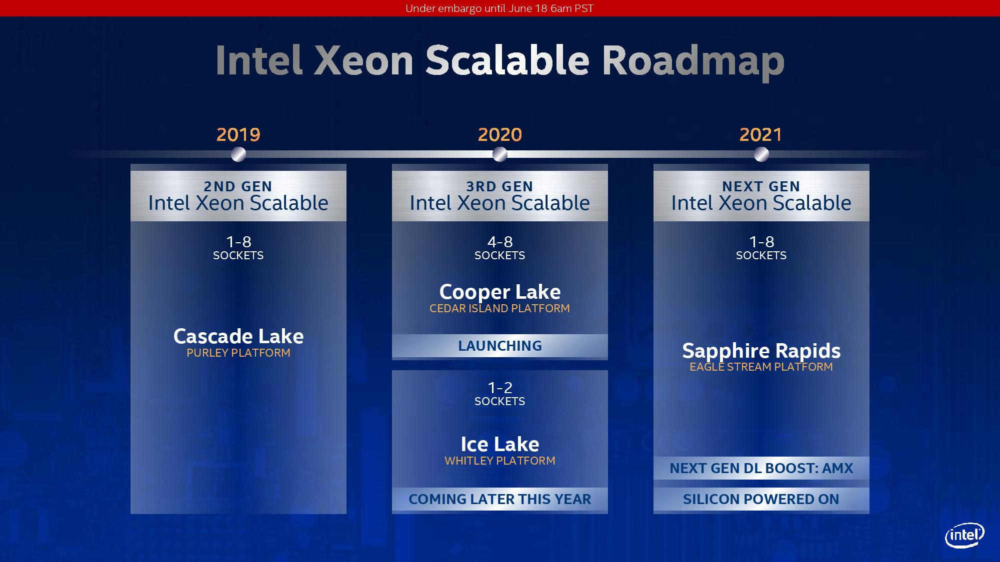 Under embargo until June 18 6am PST
Intel Xeon Scalable Roadmap
2019
2020
2021
2ND GEN
Intel Xeon Scalable
1-8
SOCKETS
Cascade Lake
PURLEY PLATFORM
3RD GEN
Intel Xeon Scalable
4-8
SOCKETS
Cooper Lake
CEDAR ISLAND PLATFORM
LAUNCHING
1-2
SOCKETS
Ice Lake
WHITLEY PLATFORM
COMING LATER THIS YEAR
NEXT GEN
Intel Xeon Scalable
1-8
SOCKETS
Sapphire Rapids
EAGLE STREAM PLATFORM
NEXT GEN DL BOOST: AMX
SILICON POWERED ON
intel